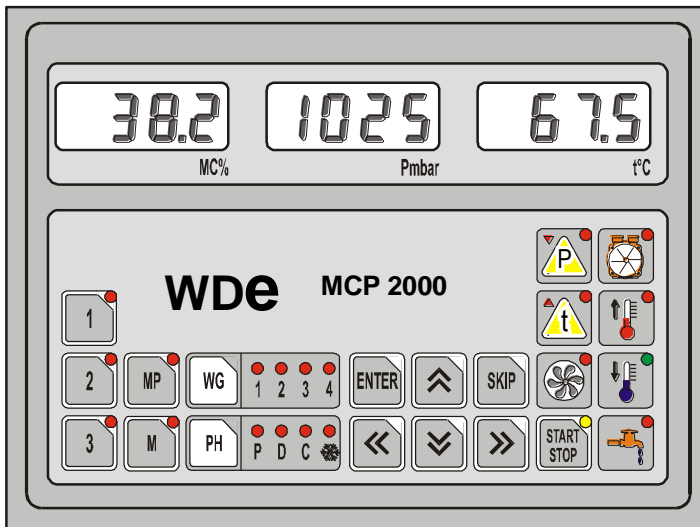 38.2 1025 67.5
MC% Pmbar t°C
WDe MCP 2000
P
1 t
2 MP WG 1 2 3 4 ENTER SKIP
3 M PH P D C START
STOP